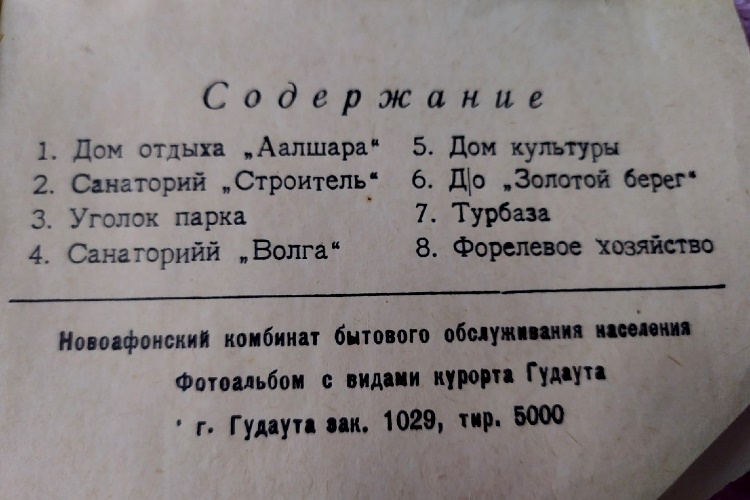 Содержание
1. Дом отдыха „Аалшара“
2. Санаторий „Строитель“
3. Уголок парка
4. Санаторийй „Волга“
5. Дом культуры
6. Д|о „Золотой берег“
7. Турбаза
8. Форелевое хозяйство
Новоафонский комбинат бытового обслуживания населения
Фотоальбом с видами курорта Гудаута
г. Гудаута зак. 1029, тир. 5000